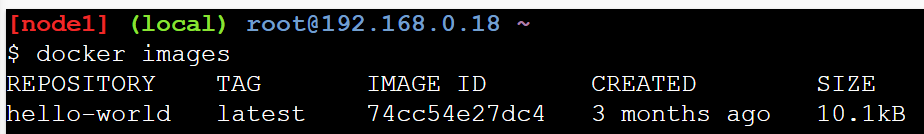 [node1] (local) root@192.168.0.18 ~
$ docker images
REPOSITORY    TAG       IMAGE ID       CREATED        SIZE
hello-world   latest    74cc54e27dc4   3 months ago   10.1kB